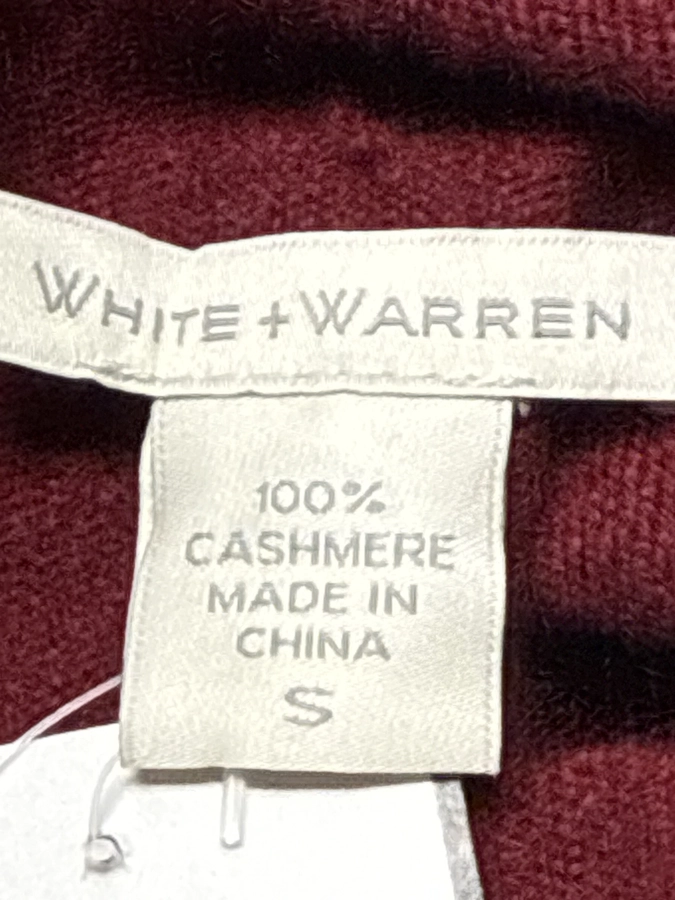 WHITE + WARREN
100%
CASHMERE
MADE IN
CHINA
S